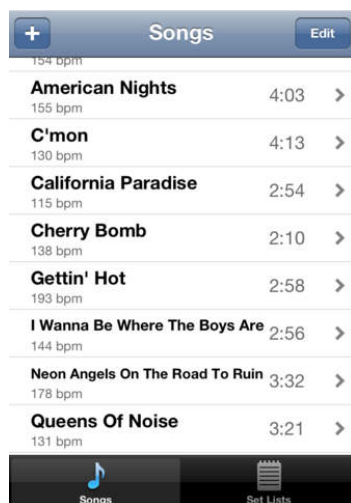 + Songs Edit
154 bpm
American Nights 4:03
155 bpm
C'mon 4:13
130 bpm
California Paradise 2:54
115 bpm
Cherry Bomb 2:10
138 bpm
Gettin' Hot 2:58
193 bpm
I Wanna Be Where The Boys Are 2:56
144 bpm
Neon Angels On The Road To Ruin 3:32
178 bpm
Queens Of Noise 3:21
131 bpm
Songs Set Lists